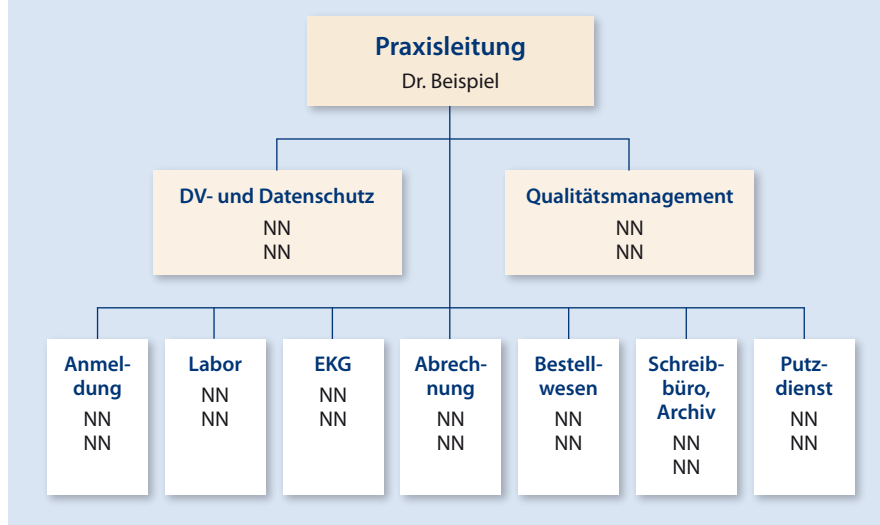 Praxisleitung
Dr. Beispiel
DV- und Datenschutz
NN
NN
Qualitätsmanagement
NN
NN
Anmel-
dung
NN
NN
Labor
NN
NN
EKG
NN
NN
Abrech-
nung
NN
NN
Bestell-
wesen
NN
NN
Schreib-
büro,
Archiv
NN
NN
Putz-
dienst
NN
NN